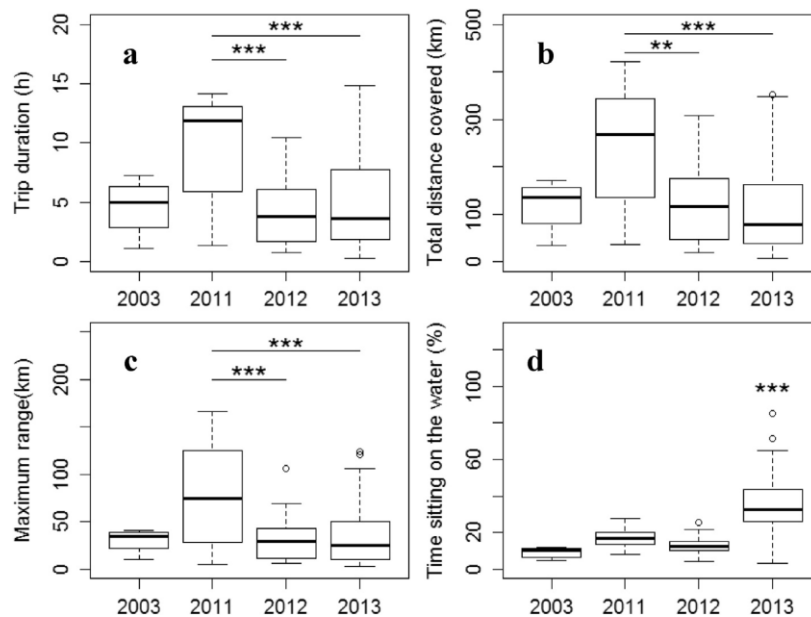 a
***
***
Trip duration (h)
20
15
10
5
0
2003 2011 2012 2013
b
***
**
Total distance covered (km)
500
300
100
0
2003 2011 2012 2013
c
***
***
Maximum range(km)
200
100
50
0
2003 2011 2012 2013
d
***
Time sitting on the water (%)
100
60
20
0
2003 2011 2012 2013